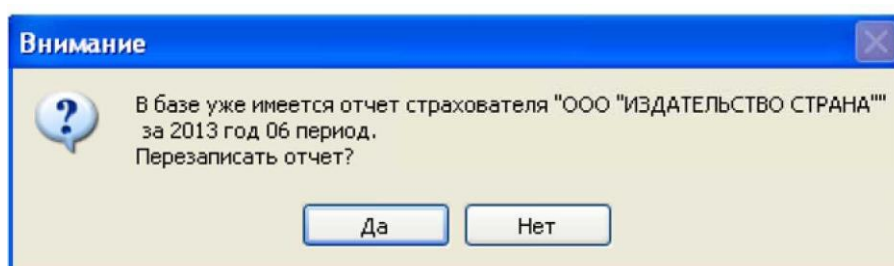 Внимание
В базе уже имеется отчет страхователя "ООО "ИЗДАТЕЛЬСТВО СТРАНА""
за 2013 год 06 период.
Перезаписать отчет?
Да
Нет